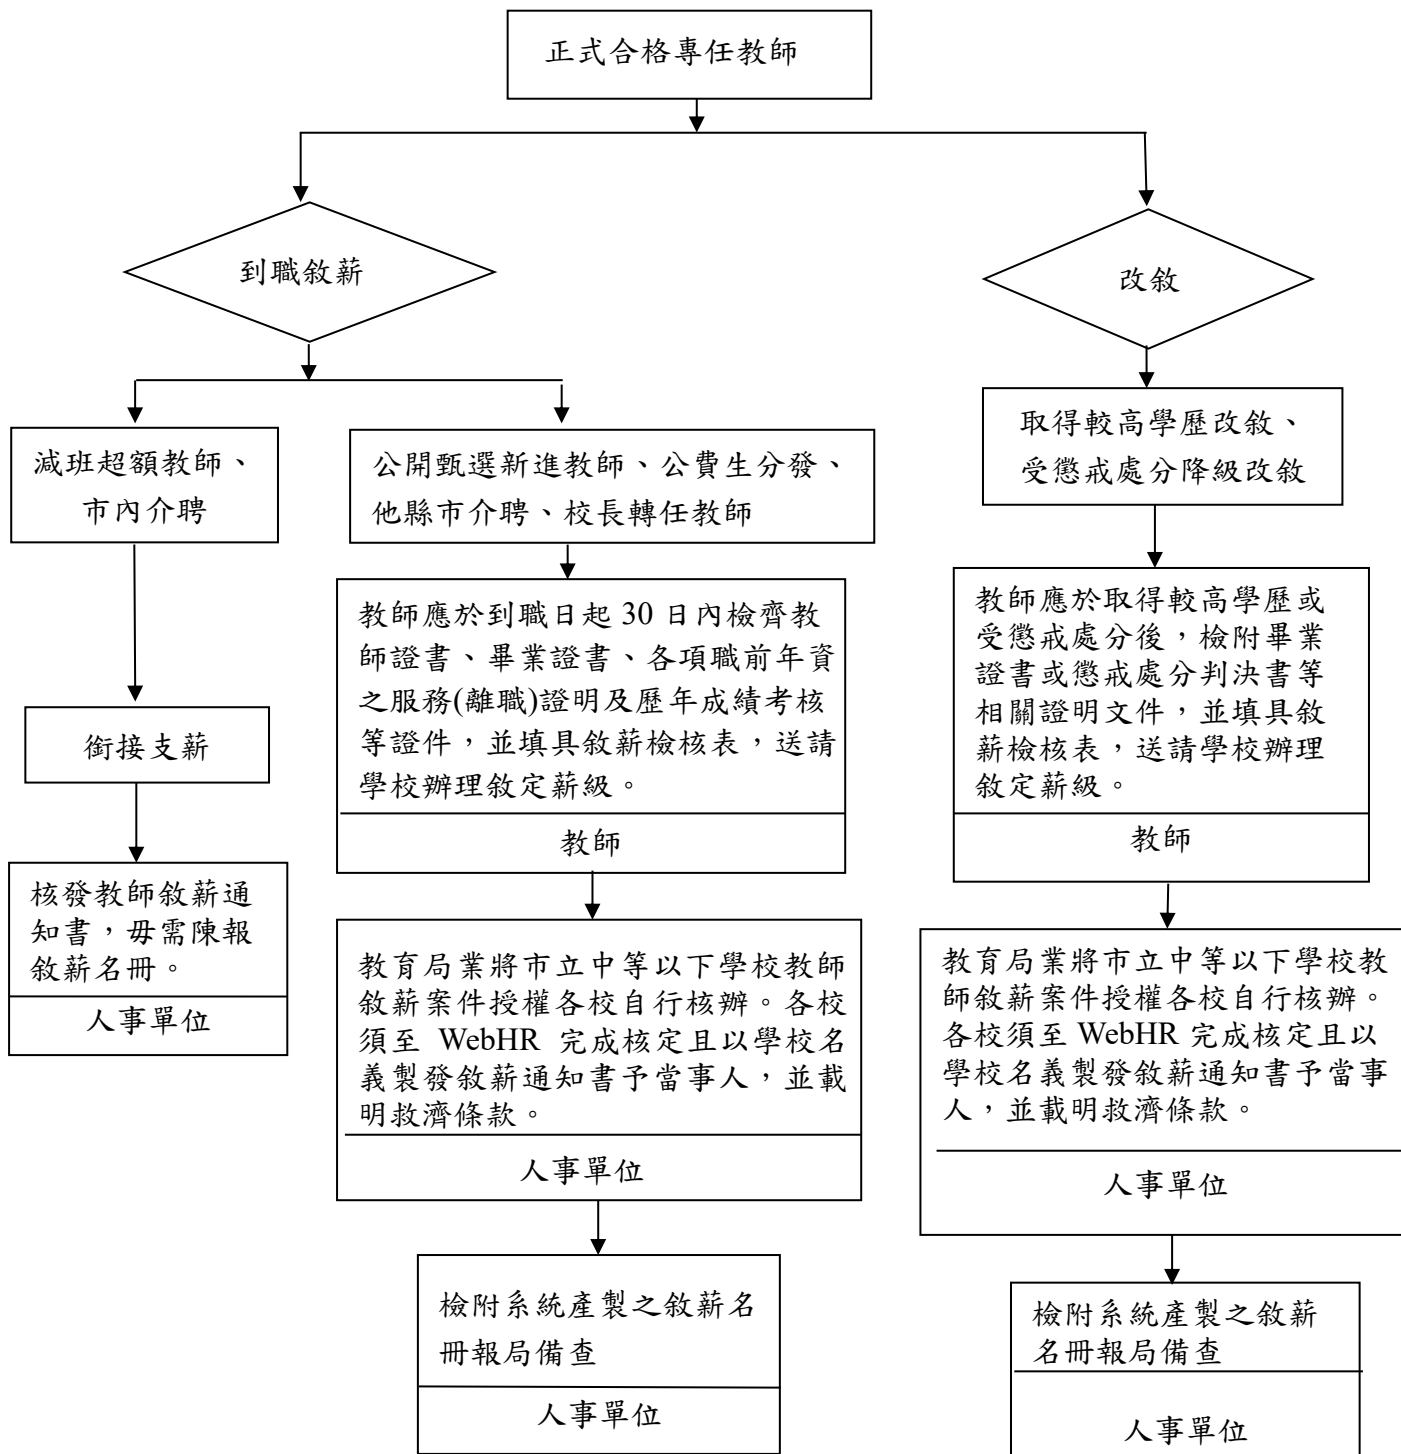 正式合格專任教師
到職敘薪
改敘
減班超額教師、
市內介聘
公開甄選新進教師、公費生分發、
他縣市介聘、校長轉任教師
取得較高學歷改敘、
受懲戒處分降級改敘
銜接支薪
教師應於到職日起 30 日內檢齊教
師證書、畢業證書、各項職前年資
之服務(離職)證明及歷年成績考核
等證件，並填具敘薪檢核表，送請
學校辦理敘定薪級。
教師
教師應於取得較高學歷或
受懲戒處分後，檢附畢業
證書或懲戒處分判決書等
相關證明文件，並填具敘
薪檢核表，送請學校辦理
敘定薪級。
教師
核發教師敘薪通
知書，毋需陳報
敘薪名冊。
人事單位
教育局業將市立中等以下學校教師
敘薪案件授權各校自行核辦。各校
須至 WebHR 完成核定且以學校名
義製發敘薪通知書予當事人，並載
明救濟條款。
人事單位
教育局業將市立中等以下學校教
師敘薪案件授權各校自行核辦。
各校須至 WebHR 完成核定且以
學校名義製發敘薪通知書予當事
人，並載明救濟條款。
人事單位
檢附系統產製之敘薪名
冊報局備查
人事單位
檢附系統產製之敘薪
名冊報局備查
人事單位